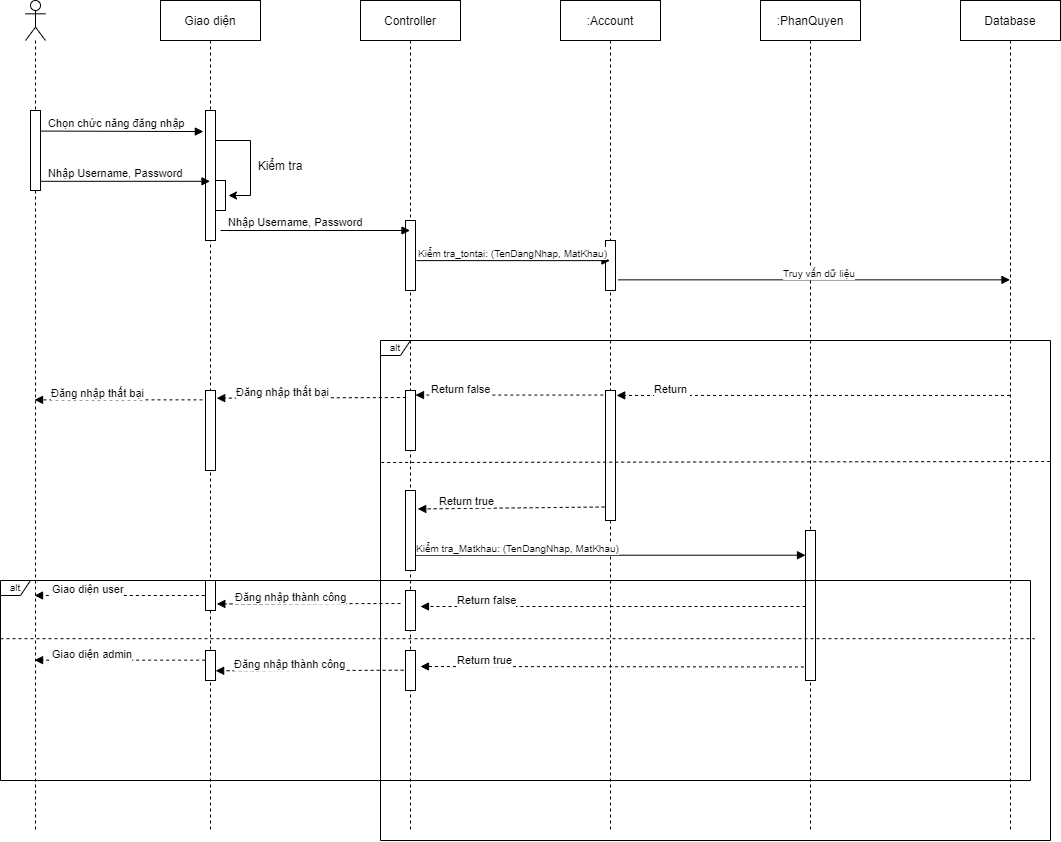 Giao diện
Controller
:Account
:PhanQuyen
Database
Chọn chức năng đăng nhập
Kiểm tra
Nhập Username, Password
Nhập Username, Password
Kiểm tra_tontai: (TenDangNhap, MatKhau)
Truy vấn dữ liệu
alt
Đăng nhập thất bại
Đăng nhập thất bại
Return false
Return
Return true
Kiểm tra_Matkhau: (TenDangNhap, MatKhau)
alt
Giao diện user
Đăng nhập thành công
Return false
Giao diện admin
Đăng nhập thành công
Return true